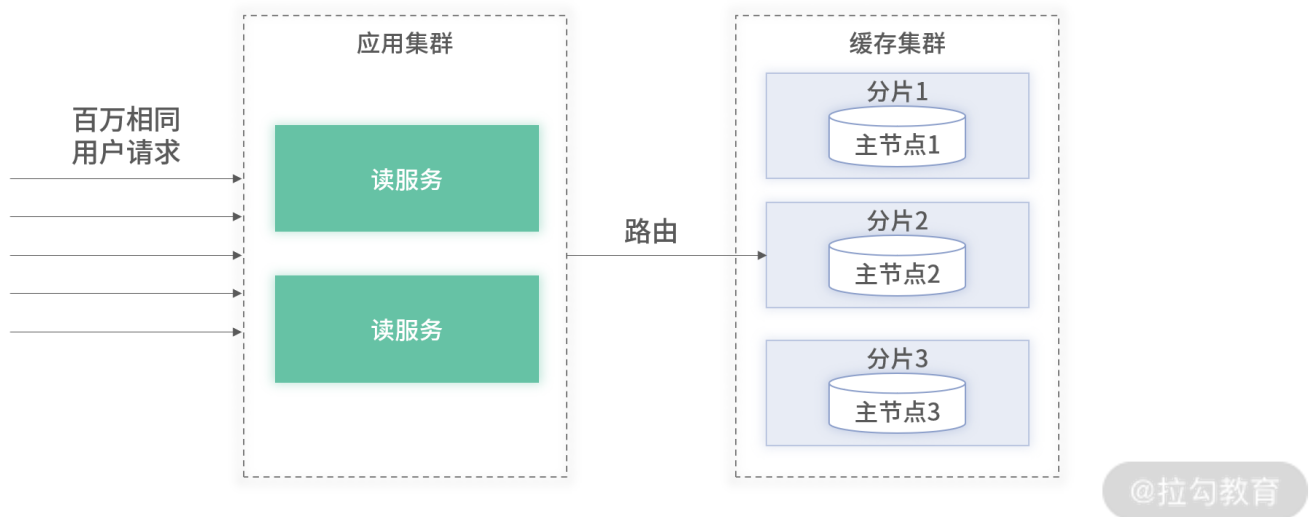 应用集群
缓存集群
百万相同
用户请求
读服务
读服务
路由
分片1
主节点1
分片2
主节点2
分片3
主节点3
@拉勾教育